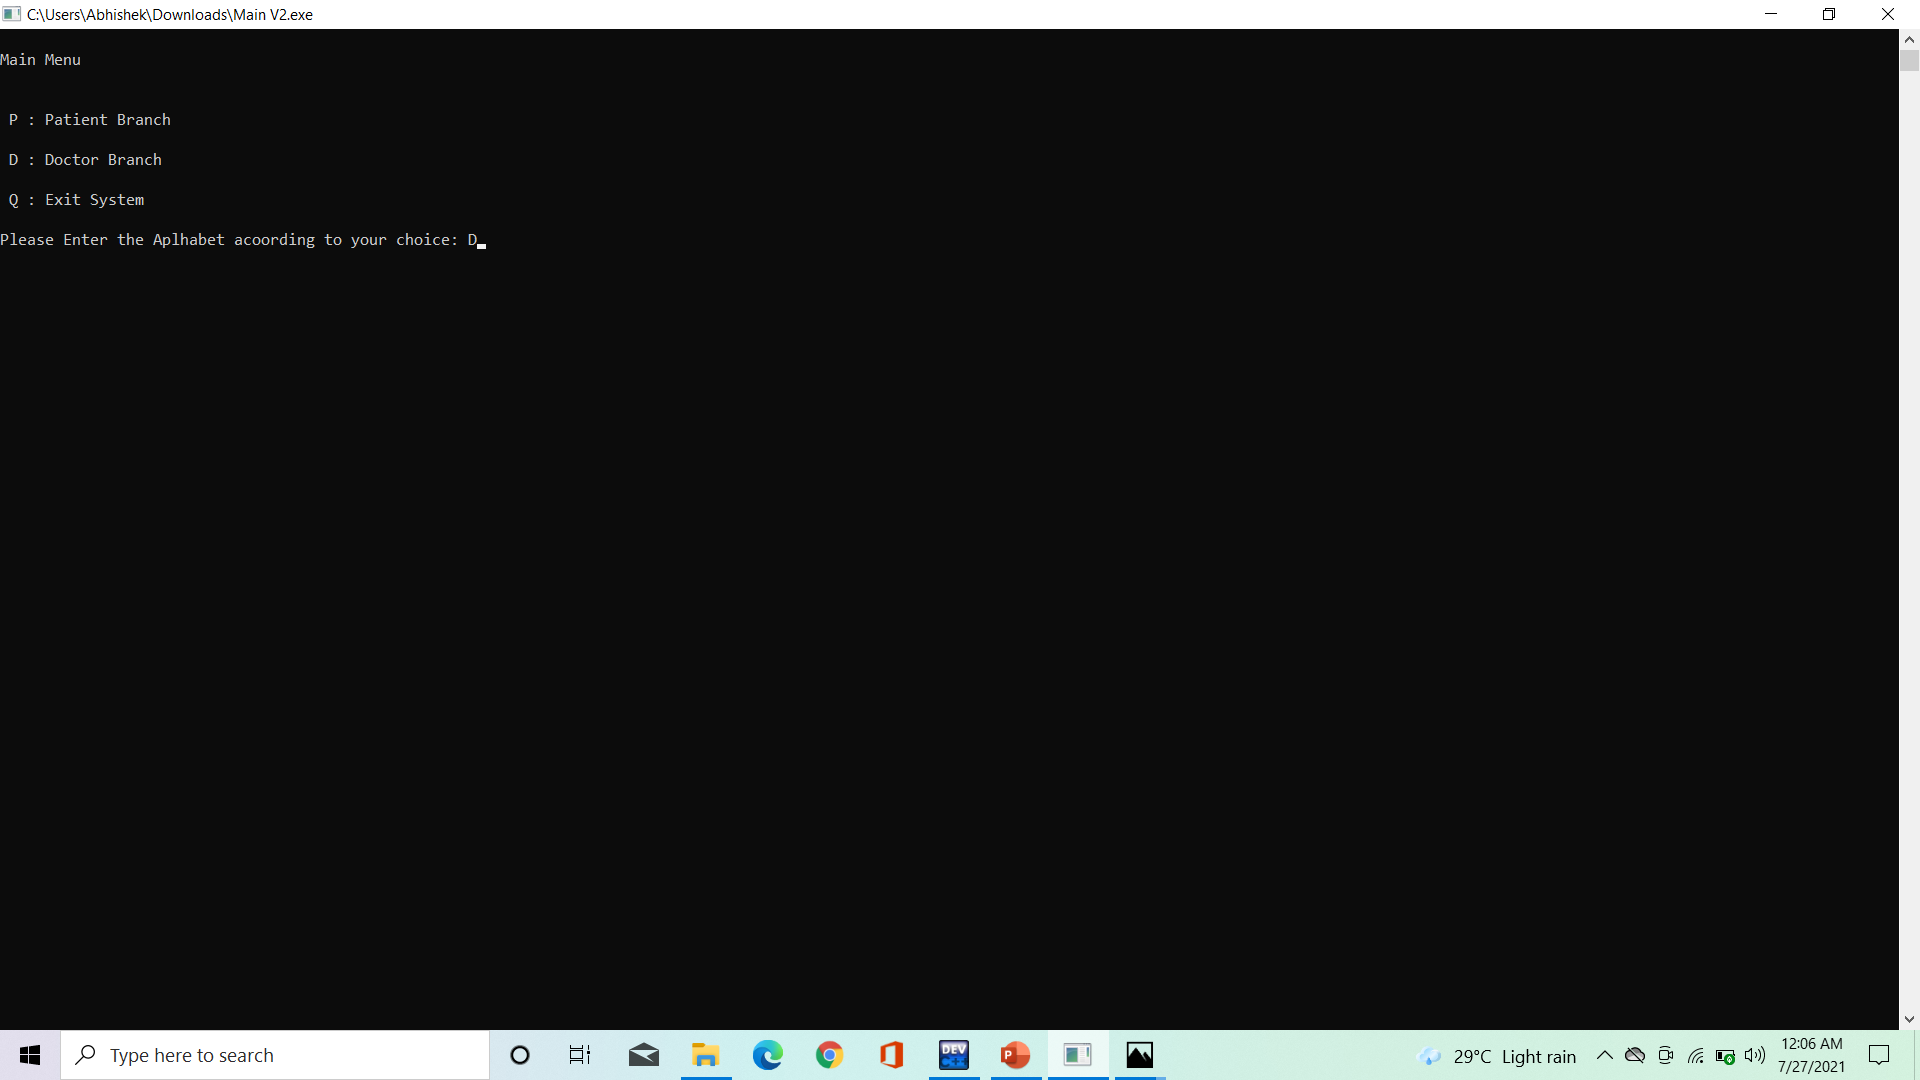 C:\Users\Abhishek\Downloads\Main V2.exe
Main Menu
P : Patient Branch
D : Doctor Branch
Q : Exit System
Please Enter the Aplhabet acoording to your choice: D
Type here to search
DEV C++
P
29°C Light rain
12:06 AM
7/27/2021